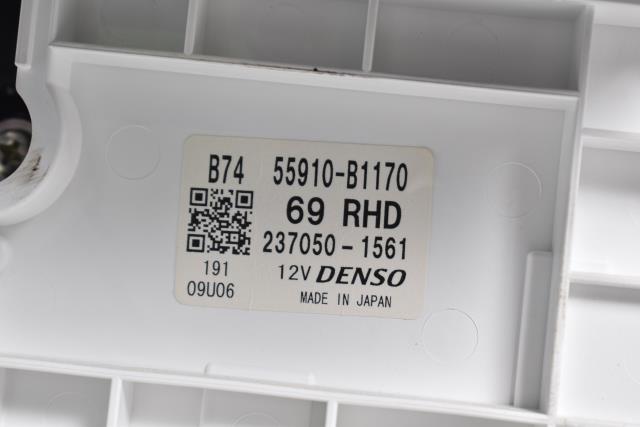 B74 55910-B1170
69 RHD
237050-1561
191 12V DENSO
09U06 MADE IN JAPAN